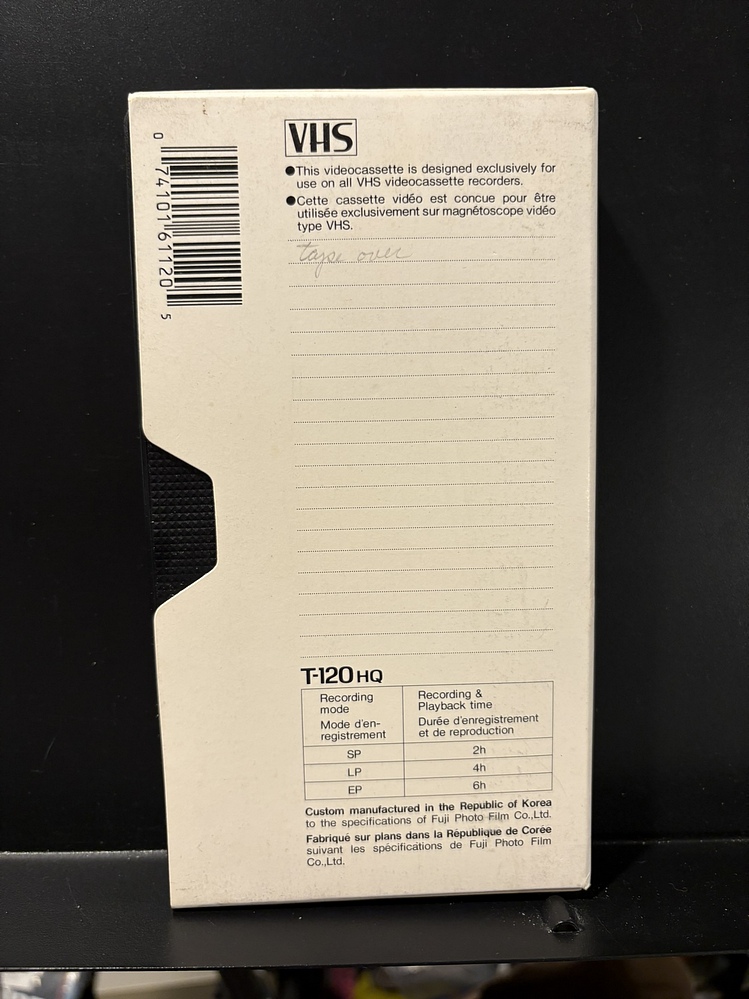 0 74101 61120 5
VHS
●This videocassette is designed exclusively for
use on all VHS videocassette recorders.
●Cette cassette vidéo est concue pour être
utilisée exclusivement sur magnétoscope vidéo
type VHS.
tape over
T-120 HQ
Recording
mode
Mode d'en-
registrement
Recording &
Playback time
Durée d'enregistrement
et de reproduction
SP 2h
LP 4h
EP 6h
Custom manufactured in the Republic of Korea
to the specifications of Fuji Photo Film Co.,Ltd.
Fabriqué sur plans dans la République de Corée
suivant les spécifications de Fuji Photo Film
Co.,Ltd.